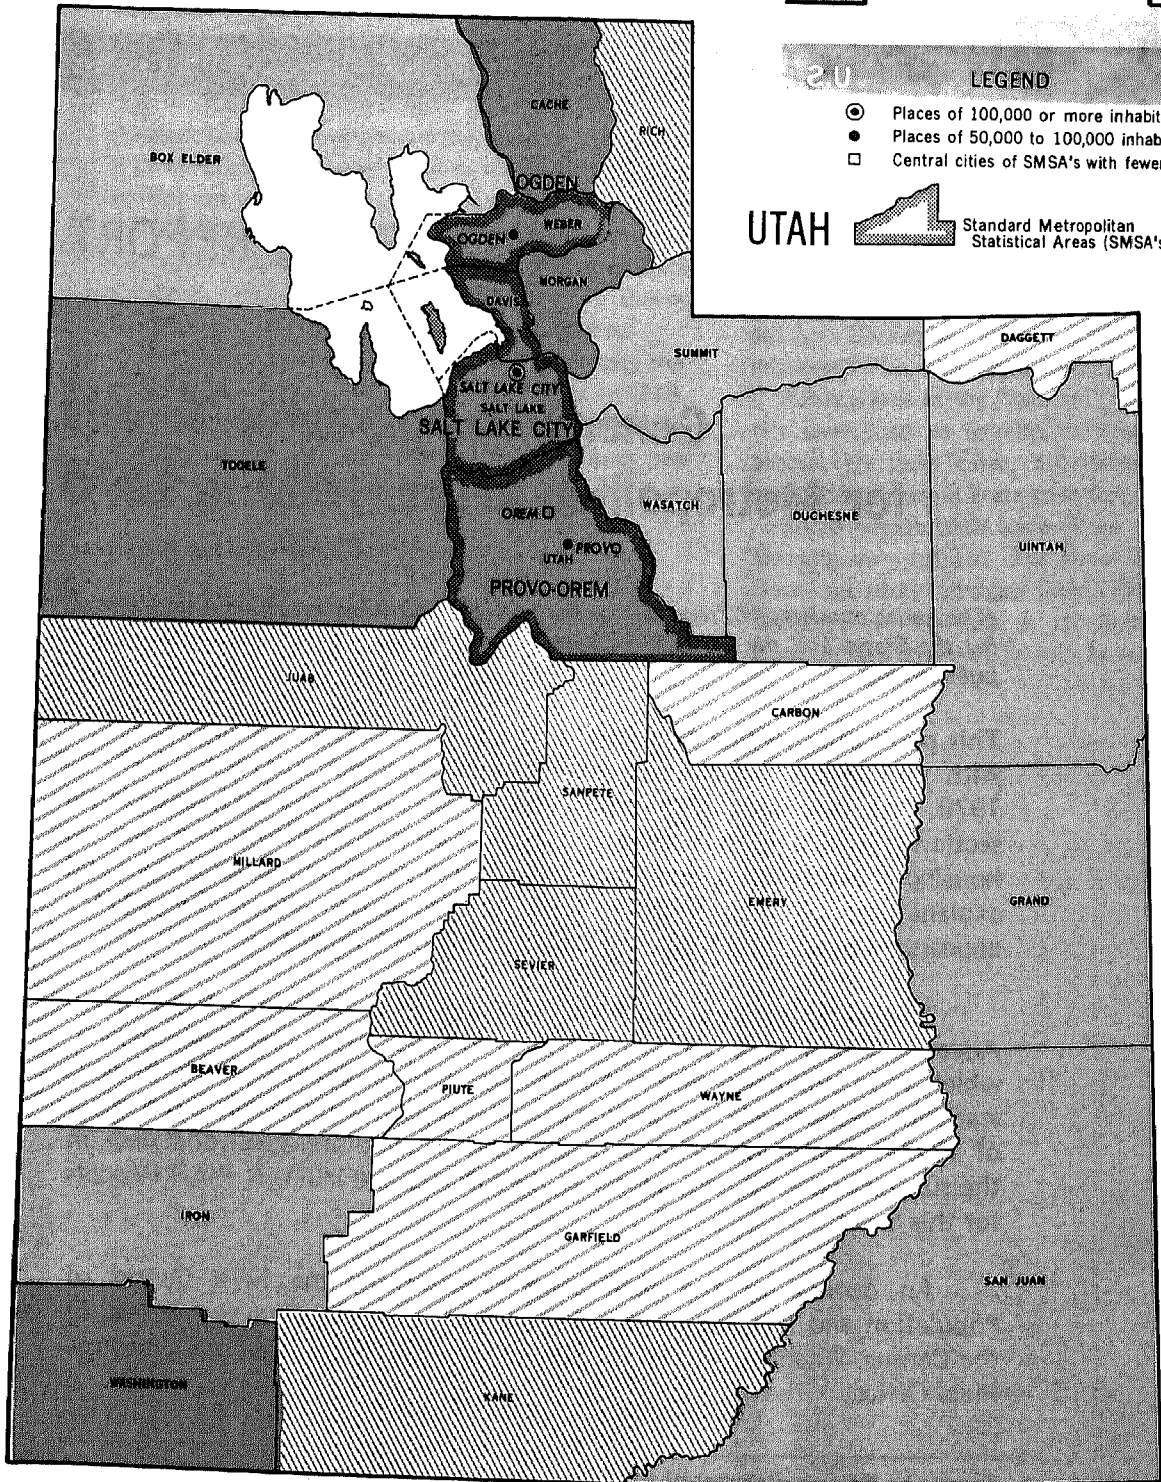 LEGEND
Places of 100,000 or more inhabit
Places of 50,000 to 100,000 inhab
Central cities of SMSA's with fewer
UTAH
Standard Metropolitan
Statistical Areas (SMSA's
CACHE
RICH
BOX ELDER
OGDEN
WEBER
OGDEN
MORGAN
DAVIS
SUMMIT
DAGGETT
SALT LAKE CITY
SALT LAKE
SALT LAKE CITY
TOOELE
WASATCH
DUCHESNE
UINTAH
OREM
PROVO
UTAH
PROVO-OREM
JUAB
CARBON
SANPETE
MILLARD
EMERY
GRAND
SEVIER
BEAVER
PIUTE
WAYNE
IRON
GARFIELD
SAN JUAN
WASHINGTON
KANE